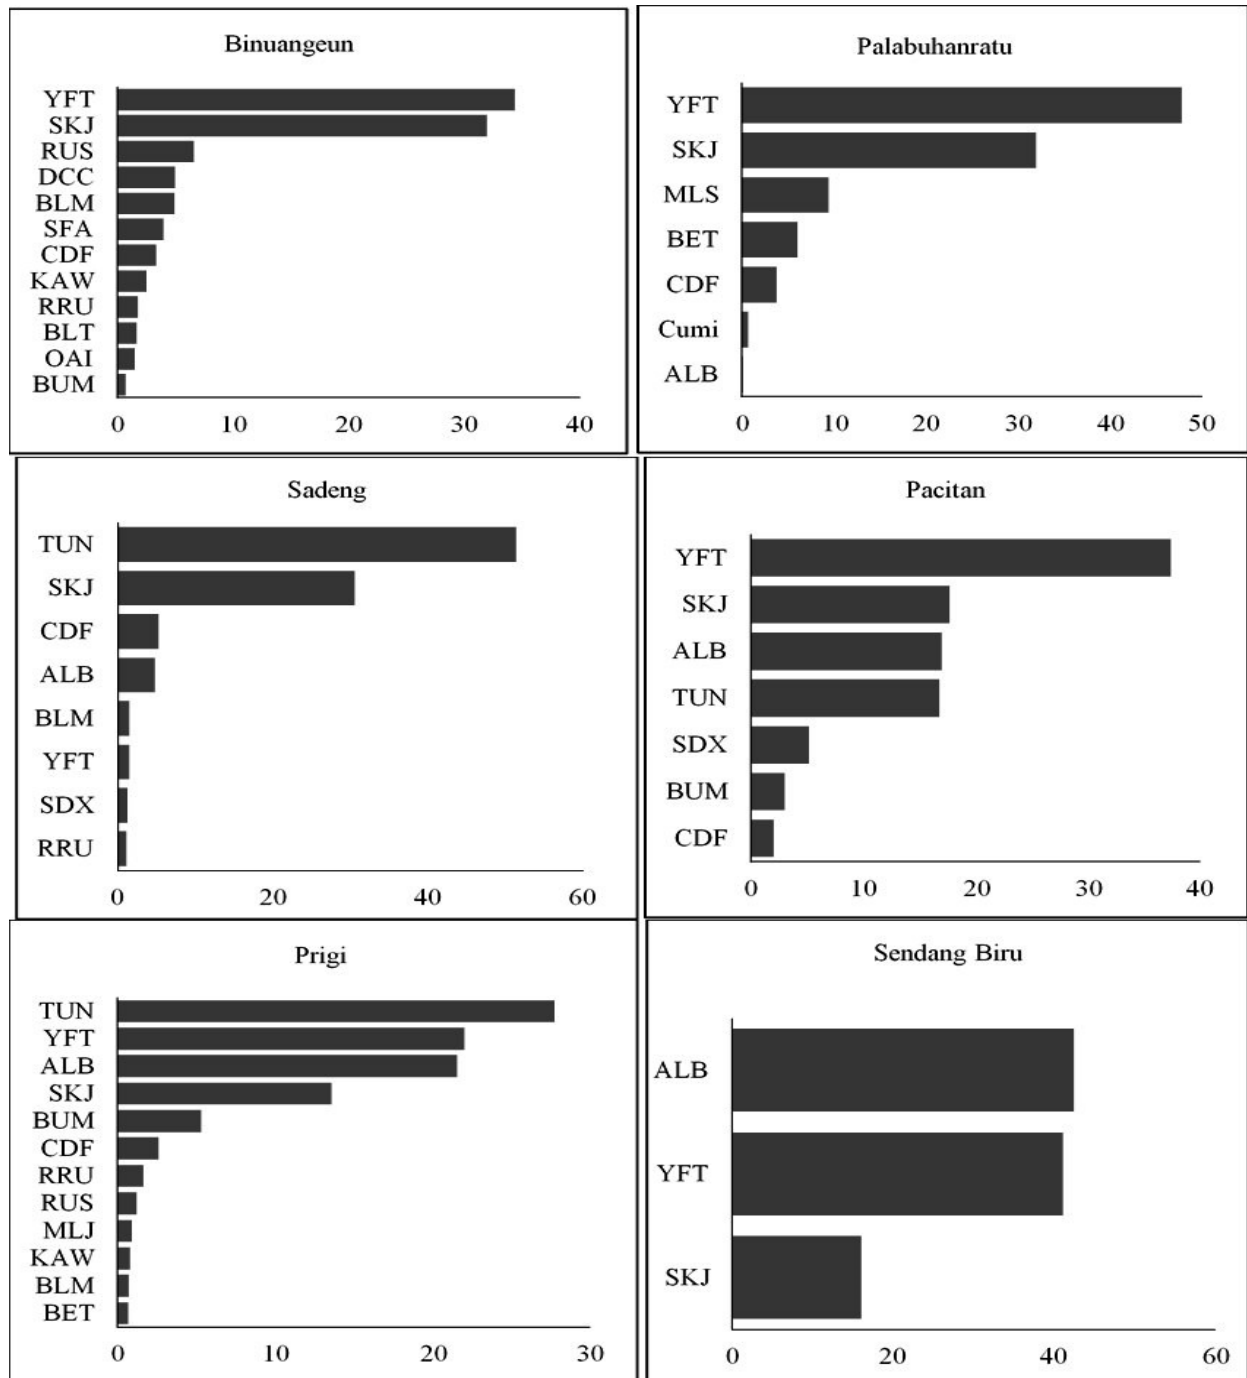 Binuangeun
YFT
SKJ
RUS
DCC
BLM
SFA
CDF
KAW
RRU
BLT
OAI
BUM
0 10 20 30 40
Palabuhanratu
YFT
SKJ
MLS
BET
CDF
Cumi
ALB
0 10 20 30 40 50
Sadeng
TUN
SKJ
CDF
ALB
BLM
YFT
SDX
RRU
0 20 40 60
Pacitan
YFT
SKJ
ALB
TUN
SDX
BUM
CDF
0 10 20 30 40
Prigi
TUN
YFT
ALB
SKJ
BUM
CDF
RRU
RUS
MLJ
KAW
BLM
BET
0 10 20 30
Sendang Biru
ALB
YFT
SKJ
0 20 40 60